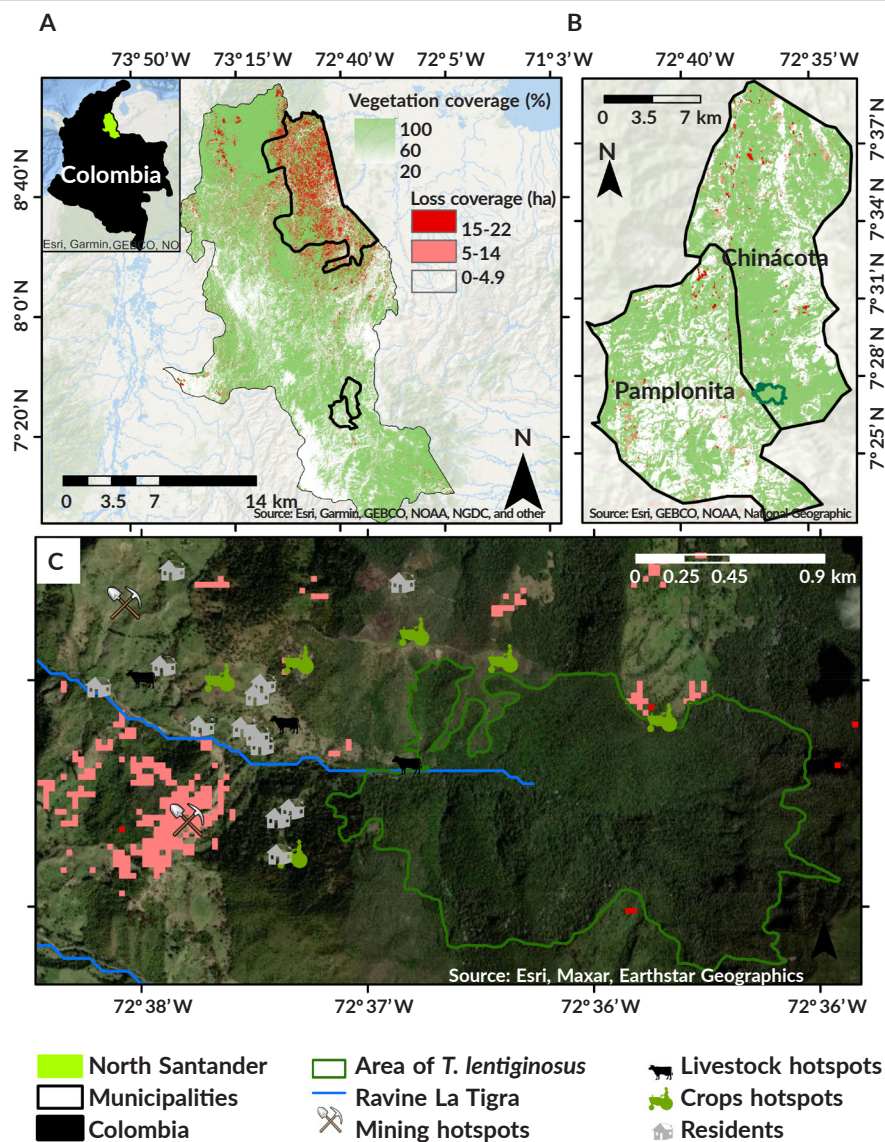 A
B
73°50’W 73°15’W 72°40’W 72°5’W 71°3’W
72°40’W 72°35’W
8°40’N
8°0’N
7°20’N
Colombia
Esri, Garmin, GEBCO, NO
Vegetation coverage (%)
100
60
20
Loss coverage (ha)
15-22
5-14
0-4.9
N
0 3.5 7 14 km
Source: Esri, Garmin, GEBCO, NOAA, NGDC, and other
0 3.5 7 km
N
7°37’N
7°34’N
7°31’N
7°28’N
7°25’N
Chinácota
Pamplonita
Source: Esri, GEBCO, NOAA, National Geographic
C
0 0.25 0.45 0.9 km
Source: Esri, Maxar, Earthstar Geographics
72°38’W 72°37’W 72°36’W 72°36’W
North Santander
Municipalities
Colombia
Area of T. lentiginosus
Ravine La Tigra
Mining hotspots
Livestock hotspots
Crops hotspots
Residents